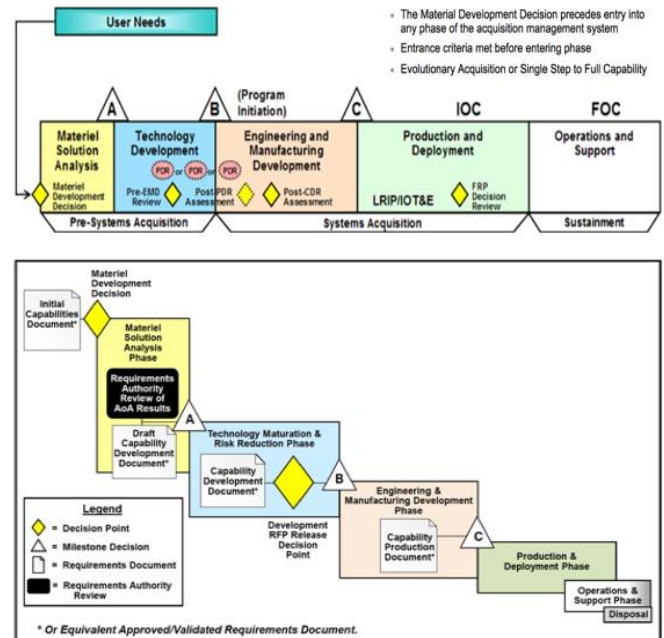 User Needs
The Material Development Decision precedes entry into
any phase of the acquisition management system
Entrance criteria met before entering phase
Evolutionary Acquisition or Single Step to Full Capability
A
B
(Program
Initiation)
C
IOC
FOC
Materiel
Solution
Analysis
Technology
Development
Engineering and
Manufacturing
Development
Production and
Deployment
Operations and
Support
PDR or PDR or PDR
Materiel
Development
Decision
Pre-EMD
Review
Post-PDR
Assessment
Post-CDR
Assessment
LRIP/IOT&E
FRP
Decision
Review
Pre-Systems Acquisition
Systems Acquisition
Sustainment
Materiel
Development
Decision
Initial
Capabilities
Document*
Materiel
Solution
Analysis
Phase
Requirements
Authority
Review of
AoA Results
A
Draft
Capability
Development
Document*
Technology Maturation &
Risk Reduction Phase
Capability
Development
Document*
B
Development
RFP Release
Decision
Point
Engineering &
Manufacturing Development
Phase
Capability
Production
Document*
C
Production &
Deployment Phase
Operations &
Support Phase
Disposal
Legend
= Decision Point
= Milestone Decision
= Requirements Document
= Requirements Authority
Review
* Or Equivalent Approved/Validated Requirements Document.